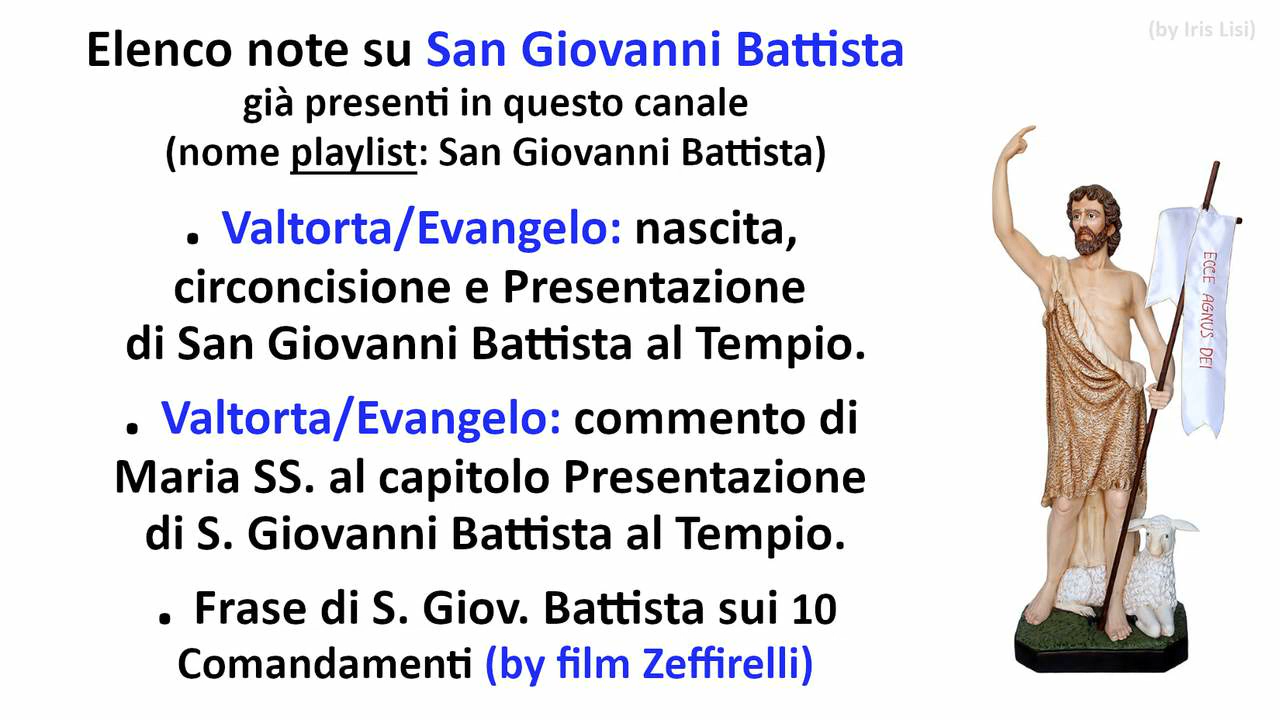 (by Iris Lisi)
Elenco note su San Giovanni Battista
già presenti in questo canale
(nome playlist: San Giovanni Battista)
. Valtorta/Evangelo: nascita,
circoncisione e Presentazione
di San Giovanni Battista al Tempio.
. Valtorta/Evangelo: commento di
Maria SS. al capitolo Presentazione
di S. Giovanni Battista al Tempio.
. Frase di S. Giov. Battista sui 10
Comandamenti (by film Zeffirelli)
ECCE AGNUS DEI